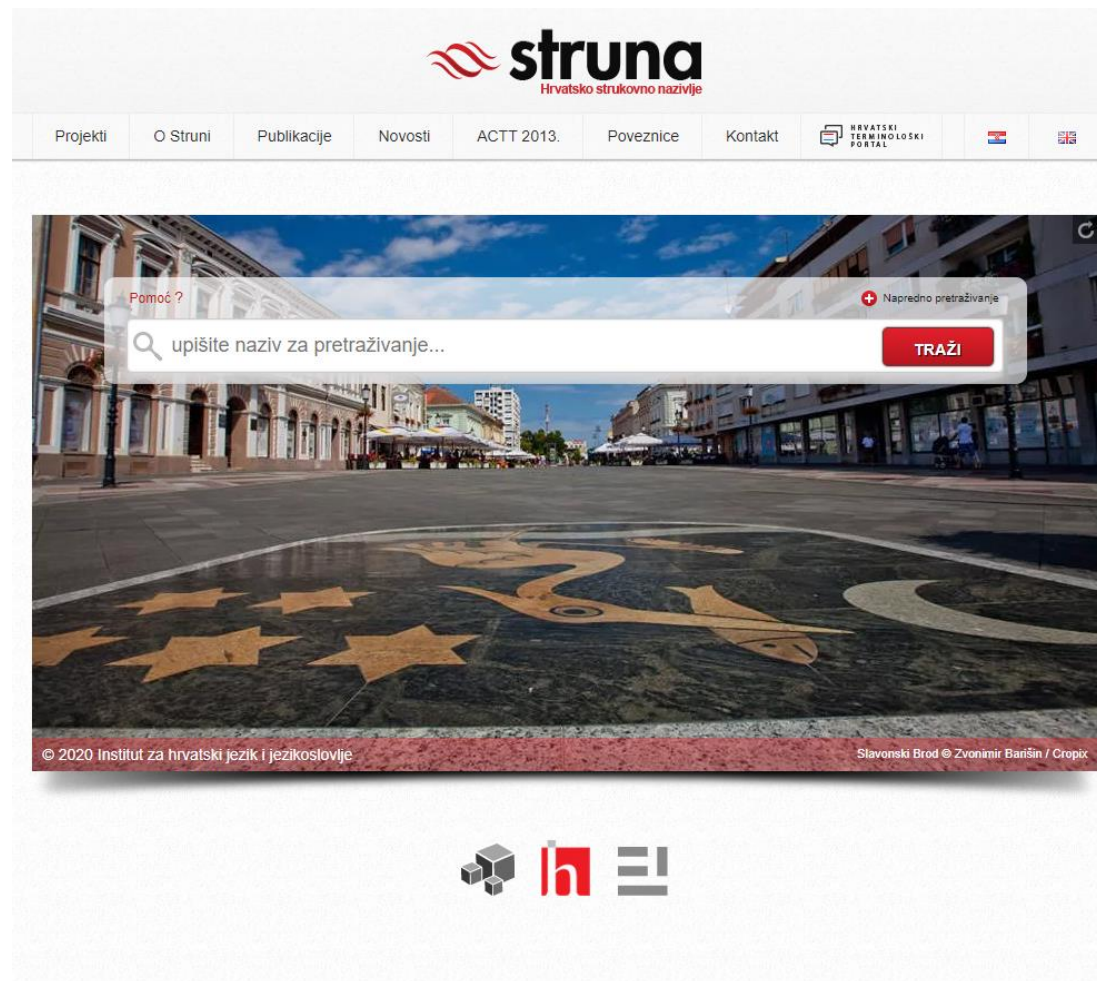 struna
Hrvatsko strukovno nazivlje
Projekti O Struni Publikacije Novosti ACTT 2013. Poveznice Kontakt
HRVATSKI
TERMINOLOŠKI
PORTAL
Pomoć ? Napredno pretraživanje
upišite naziv za pretraživanje... TRAŽI
© 2020 Institut za hrvatski jezik i jezikoslovlje Slavonski Brod © Zvonimir Barišin / Cropix